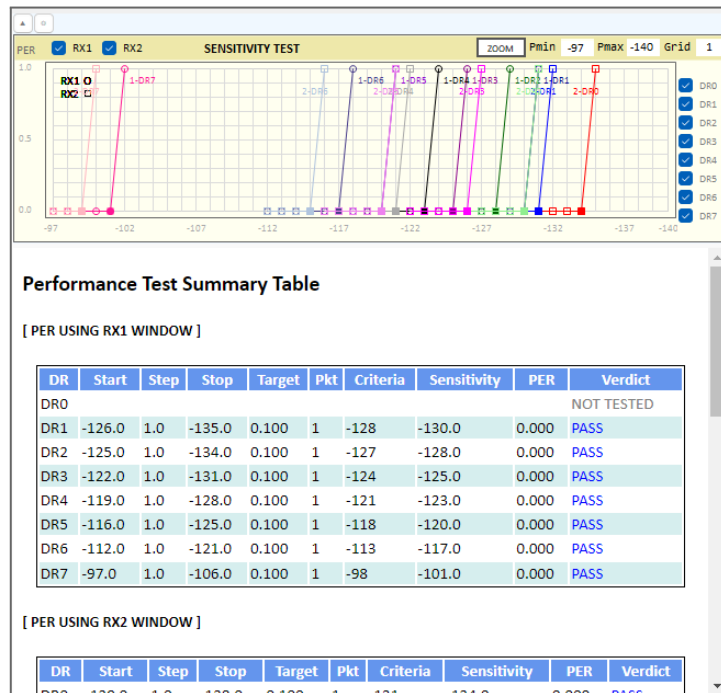 PER RX1 RX2 SENSITIVITY TEST ZOOM Pmin -97 Pmax -140 Grid 1
1.0
RX1 O
RX2
1-DR7 1-DR6 1-DR5 1-DR4 1-DR3 1-DR2 1-DR1
2-DR3 2-DR1 2-DR0
DR0
DR1
0.5
DR2
DR3
DR4
DR5
DR6
0.0
DR7
-97 -102 -107 -112 -117 -122 -127 -132 -137 -140
Performance Test Summary Table
[ PER USING RX1 WINDOW ]
DR Start Step Stop Target Pkt Criteria Sensitivity PER Verdict
DR0 NOT TESTED
DR1 -126.0 1.0 -135.0 0.100 1 -128 -130.0 0.000 PASS
DR2 -125.0 1.0 -134.0 0.100 1 -127 -128.0 0.000 PASS
DR3 -122.0 1.0 -131.0 0.100 1 -124 -125.0 0.000 PASS
DR4 -119.0 1.0 -128.0 0.100 1 -121 -123.0 0.000 PASS
DR5 -116.0 1.0 -125.0 0.100 1 -118 -120.0 0.000 PASS
DR6 -112.0 1.0 -121.0 0.100 1 -113 -117.0 0.000 PASS
DR7 -97.0 1.0 -106.0 0.100 1 -98 -101.0 0.000 PASS
[ PER USING RX2 WINDOW ]
DR Start Step Stop Target Pkt Criteria Sensitivity PER Verdict